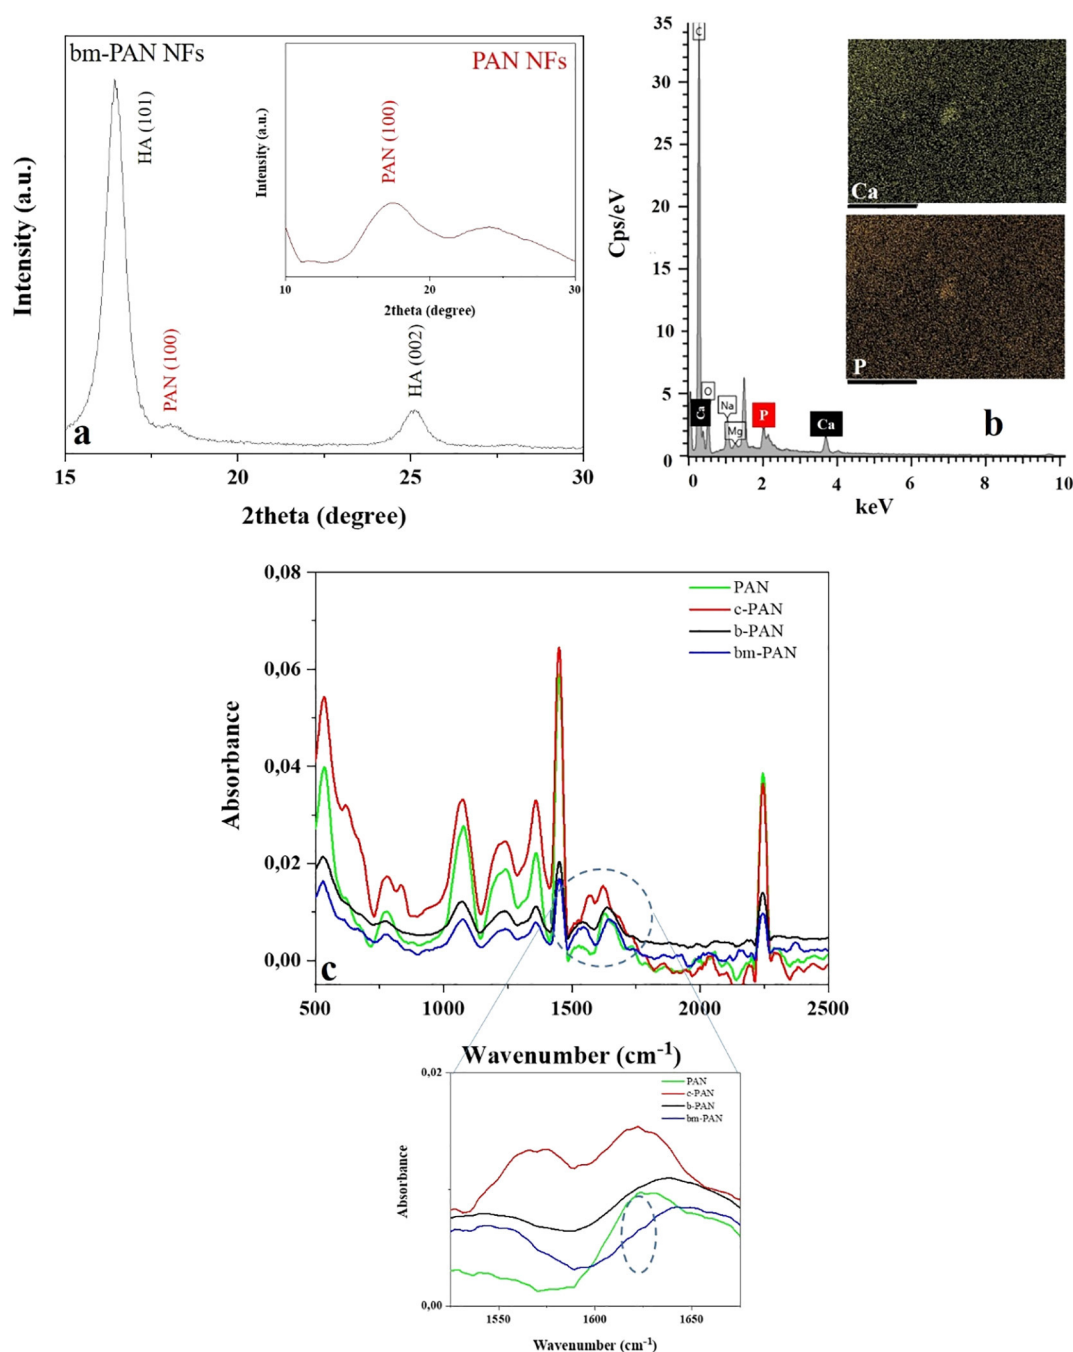 bm-PAN NFs
HA (101)
PAN (100)
HA (002)
Intensity (a.u.)
15
20
25
30
2theta (degree)
a
PAN NFs
PAN (100)
Intensity (a.u.)
10
20
30
2theta (degree)
Cps/eV
35
30
25
20
15
10
5
0
C
Ca
O
Na
Mg
P
Ca
0
2
4
6
8
10
keV
b
Ca
P
0,08
0,06
0,04
0,02
0,00
Absorbance
PAN
c-PAN
b-PAN
bm-PAN
c
500
1000
1500
2000
2500
Wavenumber (cm-1)
0,02
0,00
Absorbance
PAN
c-PAN
b-PAN
bm-PAN
1550
1600
1650
Wavenumber (cm-1)